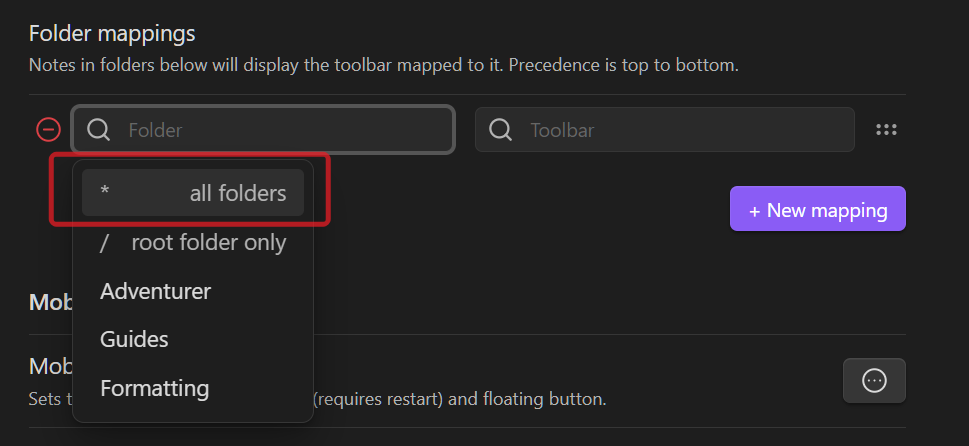 Folder mappings
Notes in folders below will display the toolbar mapped to it. Precedence is top to bottom.
Folder
Toolbar
* all folders
/ root folder only
Adventurer
Guides
Formatting
+ New mapping
Mob
Mob
Sets t (requires restart) and floating button.